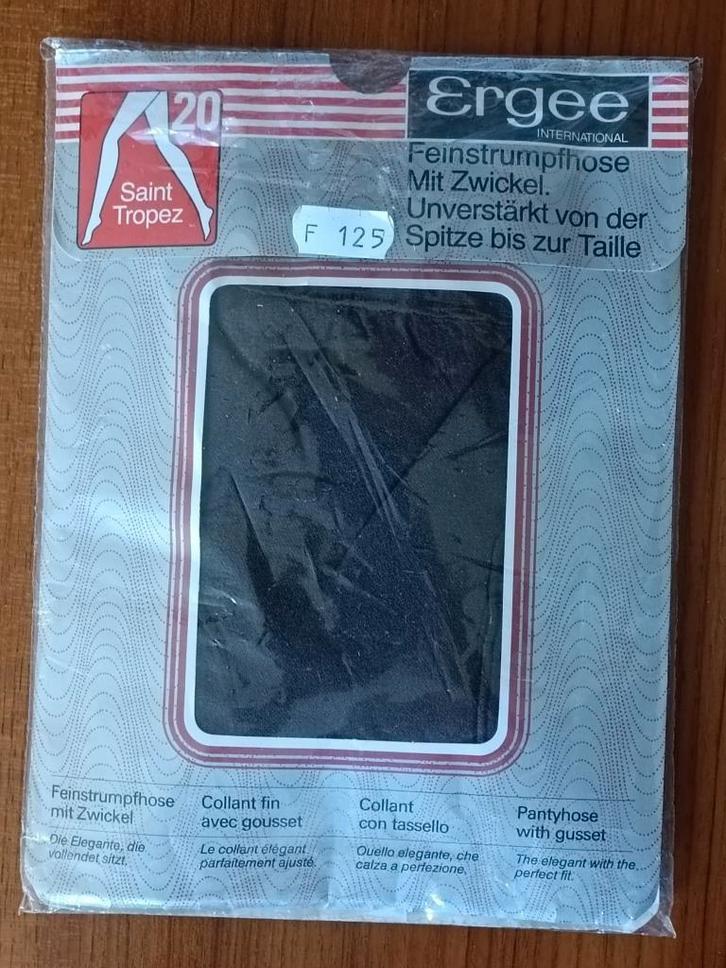 20
Saint
Tropez
Ergee
INTERNATIONAL
Feinstrumpfhose
Mit Zwickel.
Unverstärkt von der
Spitze bis zur Taille
F 125
Feinstrumpfhose
mit Zwickel
Die Elegante, die
vollendet sitzt.
Collant fin
avec gousset
Le collant élégant
parfaitement ajusté.
Collant
con tassello
Quello elegante, che
calza a perfezione.
Pantyhose
with gusset
The elegant with the
perfect fit.